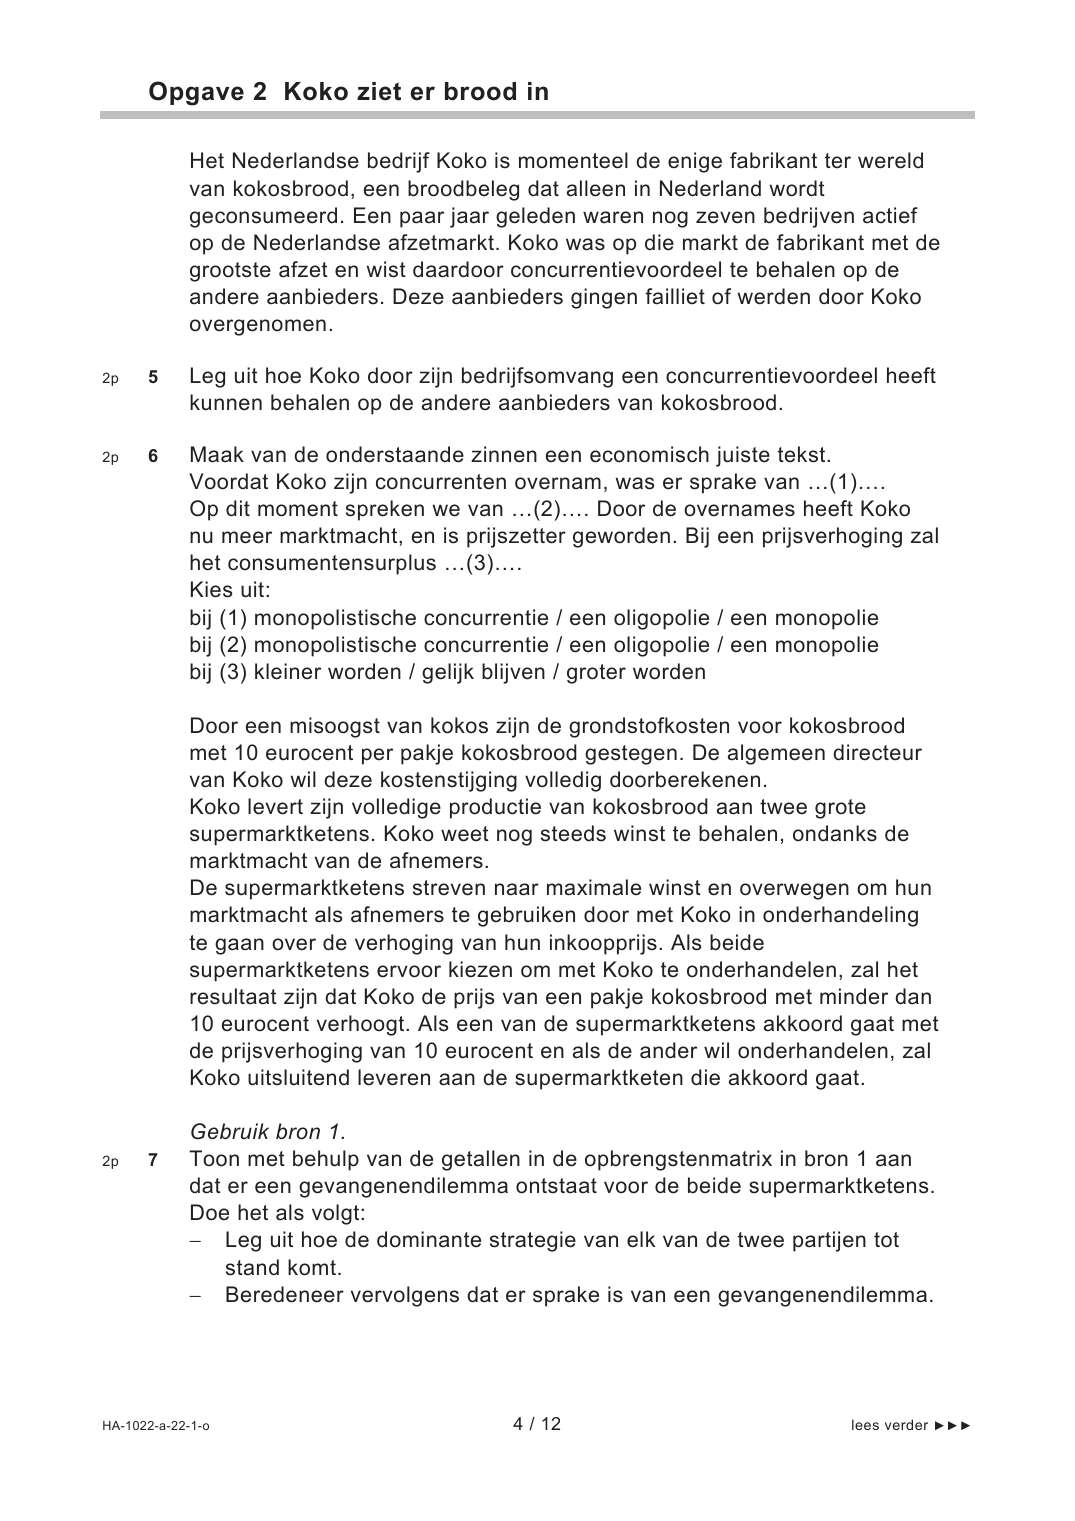 Opgave 2 Koko ziet er brood in
Het Nederlandse bedrijf Koko is momenteel de enige fabrikant ter wereld
van kokosbrood, een broodbeleg dat alleen in Nederland wordt
geconsumeerd. Een paar jaar geleden waren nog zeven bedrijven actief
op de Nederlandse afzetmarkt. Koko was op die markt de fabrikant met de
grootste afzet en wist daardoor concurrentievoordeel te behalen op de
andere aanbieders. Deze aanbieders gingen failliet of werden door Koko
overgenomen.
2p 5 Leg uit hoe Koko door zijn bedrijfsomvang een concurrentievoordeel heeft
kunnen behalen op de andere aanbieders van kokosbrood.
2p 6 Maak van de onderstaande zinnen een economisch juiste tekst.
Voordat Koko zijn concurrenten overnam, was er sprake van …(1)….
Op dit moment spreken we van …(2)…. Door de overnames heeft Koko
nu meer marktmacht, en is prijszetter geworden. Bij een prijsverhoging zal
het consumentensurplus …(3)….
Kies uit:
bij (1) monopolistische concurrentie / een oligopolie / een monopolie
bij (2) monopolistische concurrentie / een oligopolie / een monopolie
bij (3) kleiner worden / gelijk blijven / groter worden
Door een misoogst van kokos zijn de grondstofkosten voor kokosbrood
met 10 eurocent per pakje kokosbrood gestegen. De algemeen directeur
van Koko wil deze kostenstijging volledig doorberekenen.
Koko levert zijn volledige productie van kokosbrood aan twee grote
supermarktketens. Koko weet nog steeds winst te behalen, ondanks de
marktmacht van de afnemers.
De supermarktketens streven naar maximale winst en overwegen om hun
marktmacht als afnemers te gebruiken door met Koko in onderhandeling
te gaan over de verhoging van hun inkoopprijs. Als beide
supermarktketens ervoor kiezen om met Koko te onderhandelen, zal het
resultaat zijn dat Koko de prijs van een pakje kokosbrood met minder dan
10 eurocent verhoogt. Als een van de supermarktketens akkoord gaat met
de prijsverhoging van 10 eurocent en als de ander wil onderhandelen, zal
Koko uitsluitend leveren aan de supermarktketen die akkoord gaat.
Gebruik bron 1.
2p 7 Toon met behulp van de getallen in de opbrengstenmatrix in bron 1 aan
dat er een gevangenendilemma ontstaat voor de beide supermarktketens.
Doe het als volgt:
− Leg uit hoe de dominante strategie van elk van de twee partijen tot
stand komt.
− Beredeneer vervolgens dat er sprake is van een gevangenendilemma.
HA-1022-a-22-1-o 4 / 12 lees verder ►►►